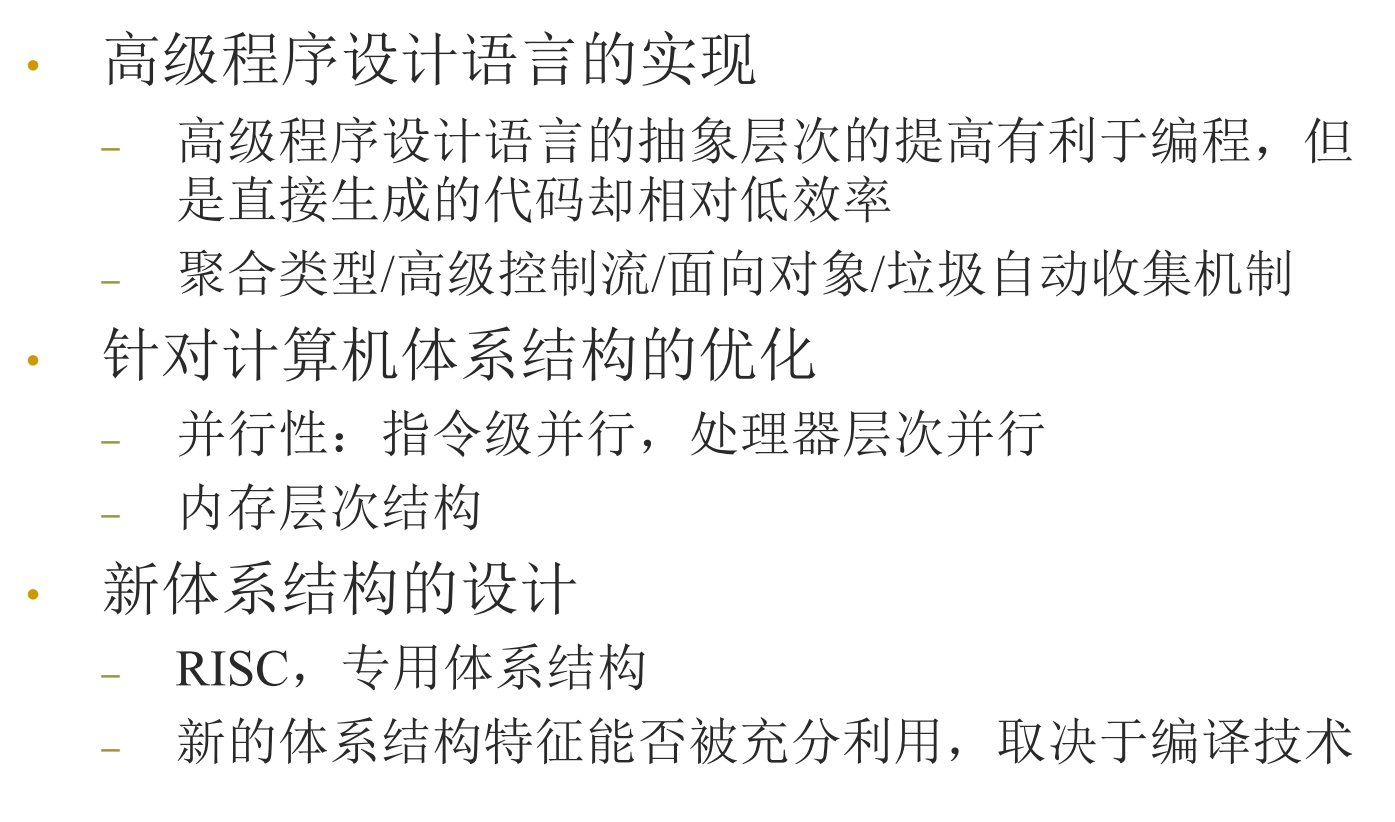 • 高级程序设计语言的实现
– 高级程序设计语言的抽象层次的提高有利于编程，但
是直接生成的代码却相对低效率
– 聚合类型/高级控制流/面向对象/垃圾自动收集机制
• 针对计算机体系结构的优化
– 并行性：指令级并行，处理器层次并行
– 内存层次结构
• 新体系结构的设计
– RISC，专用体系结构
– 新的体系结构特征能否被充分利用，取决于编译技术